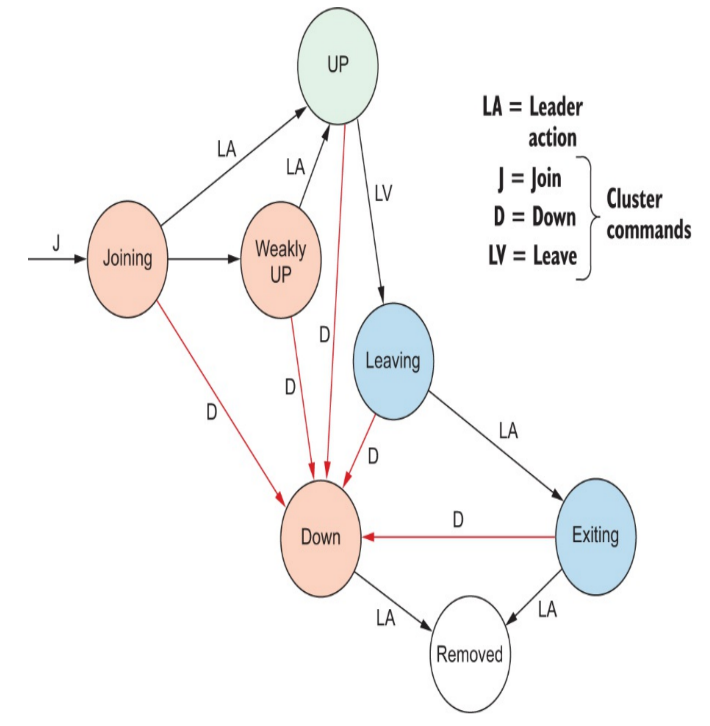 UP
LA = Leader
action
LA
LA
J = Join
LV
Cluster
commands
D = Down
J
Joining
Weakly
UP
LV = Leave
D
Leaving
D
D
LA
D
D
Down
Exiting
LA
LA
Removed